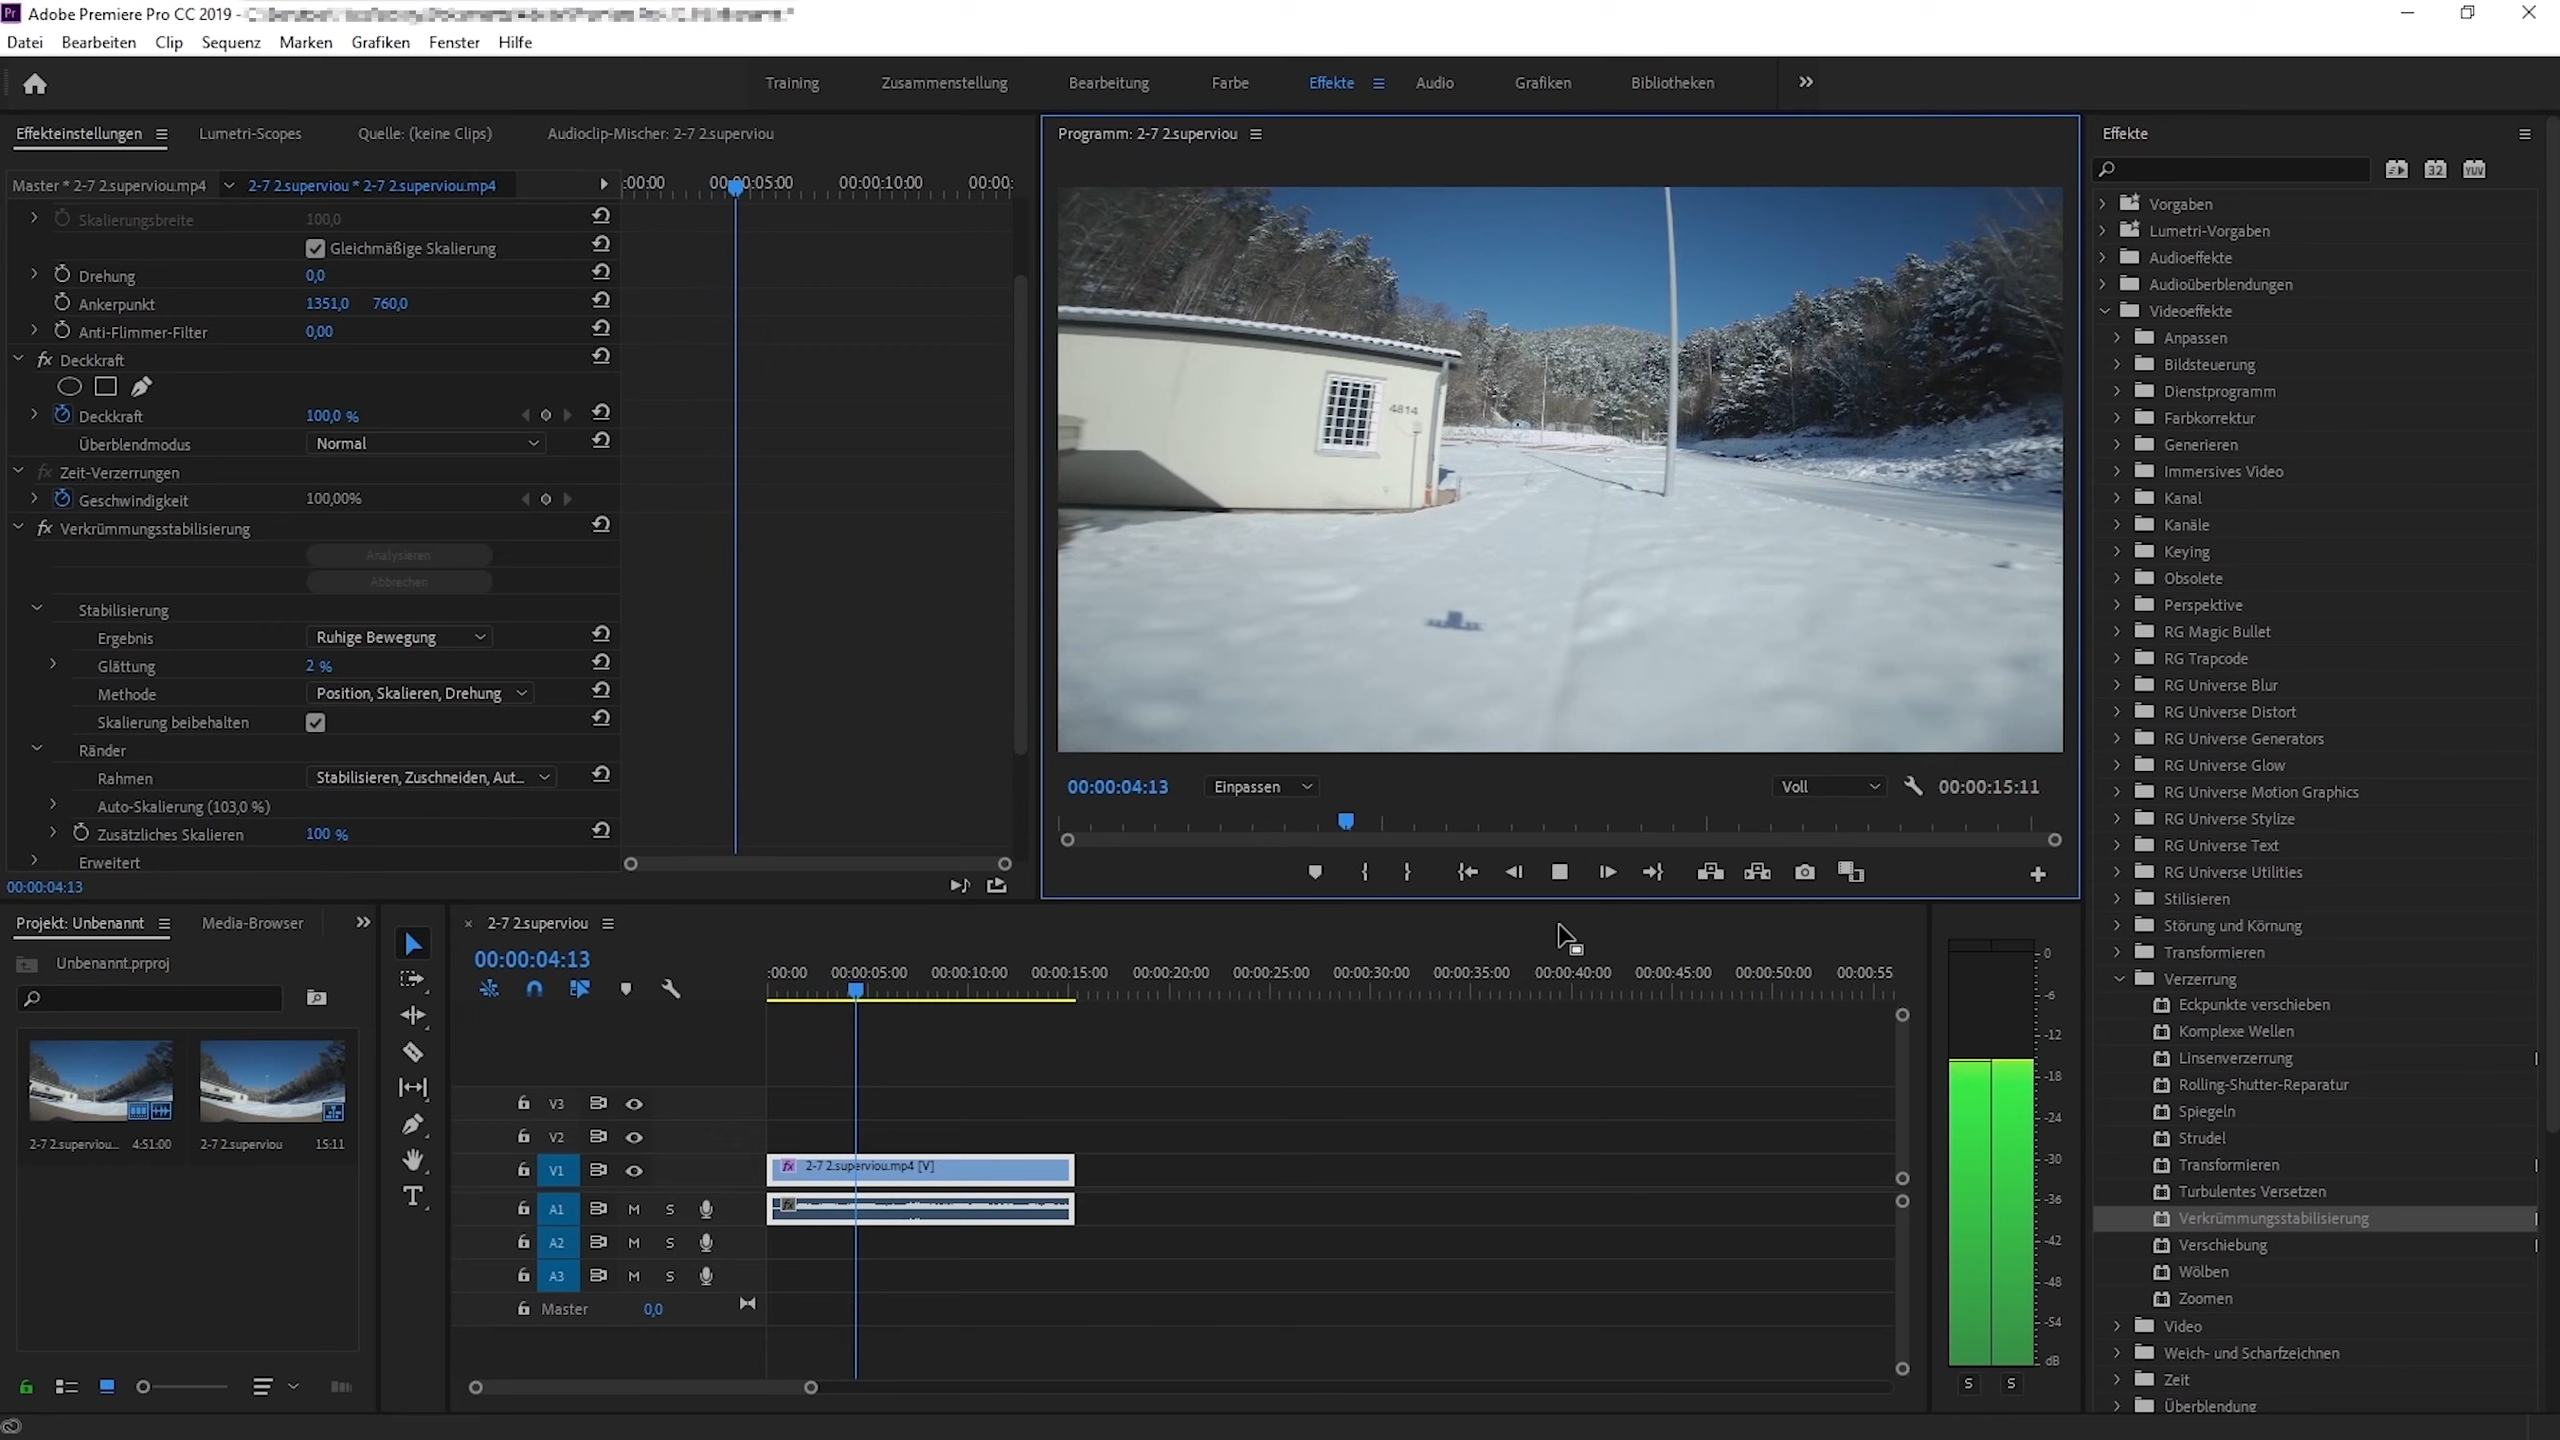 Adobe Premiere Pro CC 2019 -
Datei Bearbeiten Clip Sequenz Marken Grafiken Fenster Hilfe
Training Zusammenstellung Bearbeitung Farbe Effekte Audio Grafiken Bibliotheken
Effekteinstellungen Lumetri-Scopes Quelle: (keine Clips) Audioclip-Mischer: 2-7 2.superviou
Master * 2-7 2.superviou.mp4 2-7 2.superviou * 2-7 2.superviou.mp4
:00:00 00:00:05:00 00:00:10:00 00:00:
Skalierungsbreite 100,0
Gleichmäßige Skalierung
Drehung 0,0
Ankerpunkt 1351,0 760,0
Anti-Flimmer-Filter 0,00
fx Deckkraft
Deckkraft 100,0 %
Überblendmodus Normal
fx Zeit-Verzerrungen
Geschwindigkeit 100,00%
fx Verkrümmungsstabilisierung
Analysieren
Abbrechen
Stabilisierung
Ergebnis Ruhige Bewegung
Glättung 2 %
Methode Position, Skalieren, Drehung
Skalierung beibehalten
Ränder
Rahmen Stabilisieren, Zuschneiden, Aut...
Auto-Skalierung (103,0 %)
Zusätzliches Skalieren 100 %
Erweitert
00:00:04:13
Programm: 2-7 2.superviou
4814
00:00:04:13 Einpassen Voll 00:00:15:11
Effekte
32 YUV
Vorgaben
Lumetri-Vorgaben
Audioeffekte
Audioüberblendungen
Videoeffekte
Anpassen
Bildsteuerung
Dienstprogramm
Farbkorrektur
Generieren
Immersives Video
Kanal
Kanäle
Keying
Obsolete
Perspektive
RG Magic Bullet
RG Trapcode
RG Universe Blur
RG Universe Distort
RG Universe Generators
RG Universe Glow
RG Universe Motion Graphics
RG Universe Stylize
RG Universe Text
RG Universe Utilities
Stilisieren
Störung und Körnung
Transformieren
Verzerrung
Eckpunkte verschieben
Komplexe Wellen
Linsenverzerrung
Rolling-Shutter-Reparatur
Spiegeln
Strudel
Transformieren
Turbulentes Versetzen
Verkrümmungsstabilisierung
Verschiebung
Wölben
Zoomen
Video
Weich- und Scharfzeichnen
Zeit
Überblendung
Projekt: Unbenannt Media-Browser
Unbenannt.prproj
2-7 2.superviou... 4:51:00 2-7 2.superviou 15:11
T
2-7 2.superviou
00:00:04:13
:00:00 00:00:05:00 00:00:10:00 00:00:15:00 00:00:20:00 00:00:25:00 00:00:30:00 00:00:35:00 00:00:40:00 00:00:45:00 00:00:50:00 00:00:55
V3
V2
V1 fx 2-7 2.superviou.mp4 [V]
A1 M S fx
A2 M S
A3 M S
Master 0,0
0
-6
-12
-18
-24
-30
-36
-42
-48
-54
dB
S S